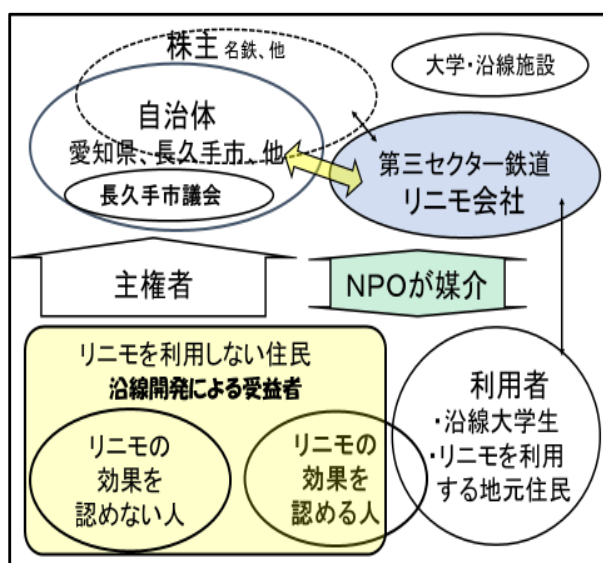 株主 名鉄、他
大学・沿線施設
自治体
愛知県、長久手市、他
長久手市議会
第三セクター鉄道
リニモ会社
主権者
NPOが媒介
リニモを利用しない住民
沿線開発による受益者
リニモの
効果を
認めない人
リニモの
効果を
認める人
利用者
・沿線大学生
・リニモを利用
する地元住民